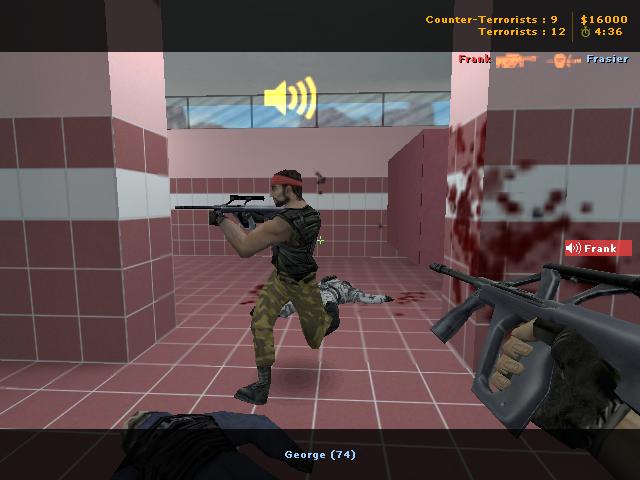 Counter-Terrorists : 9 $16000
Terrorists : 12 4:36
Frank Frasier
Frank
George (74)